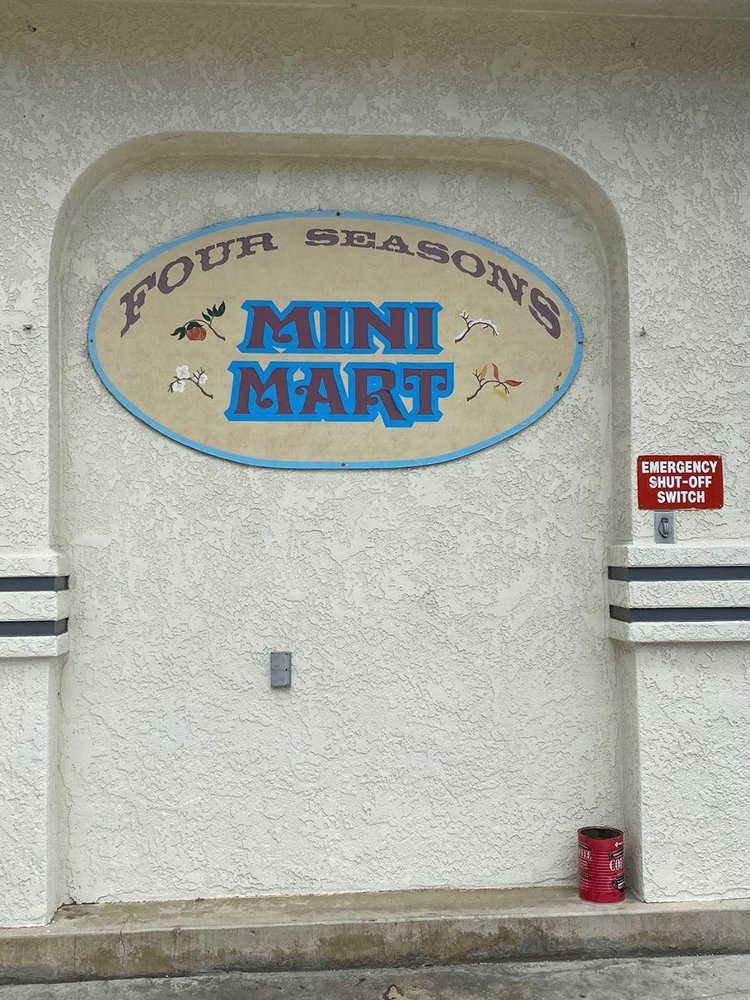 FOUR SEASONS
MINI
MART
EMERGENCY
SHUT-OFF
SWITCH